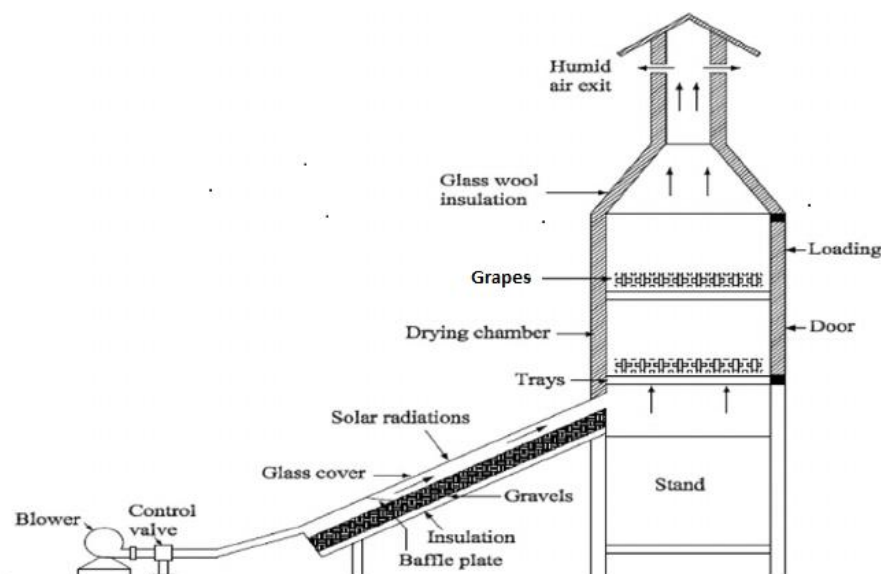 Humid
air exit
Glass wool
insulation
Loading
Grapes
Drying chamber
Door
Trays
Solar radiations
Glass cover
Gravels
Stand
Blower
Control
valve
Insulation
Baffle plate